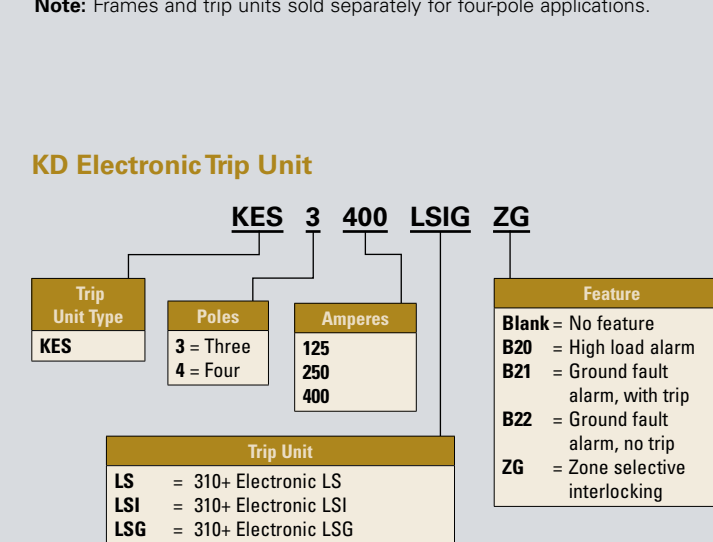 Note: Frames and trip units sold separately for four-pole applications.
KD Electronic Trip Unit
KES 3 400 LSIG ZG
Trip
Unit Type
KES
Poles
3 = Three
4 = Four
Amperes
125
250
400
Feature
Blank = No feature
B20 = High load alarm
B21 = Ground fault
alarm, with trip
B22 = Ground fault
alarm, no trip
ZG = Zone selective
interlocking
Trip Unit
LS = 310+ Electronic LS
LSI = 310+ Electronic LSI
LSG = 310+ Electronic LSG